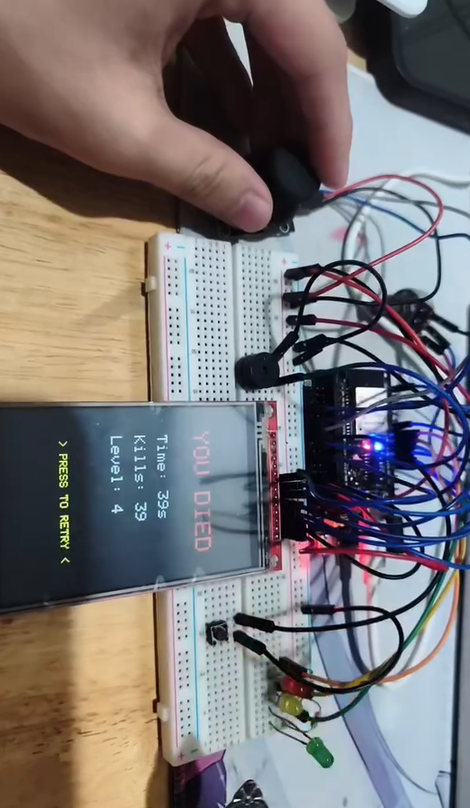 YOU DIED
Time: 39s
Kills: 39
Level: 4
> PRESS TO RETRY <